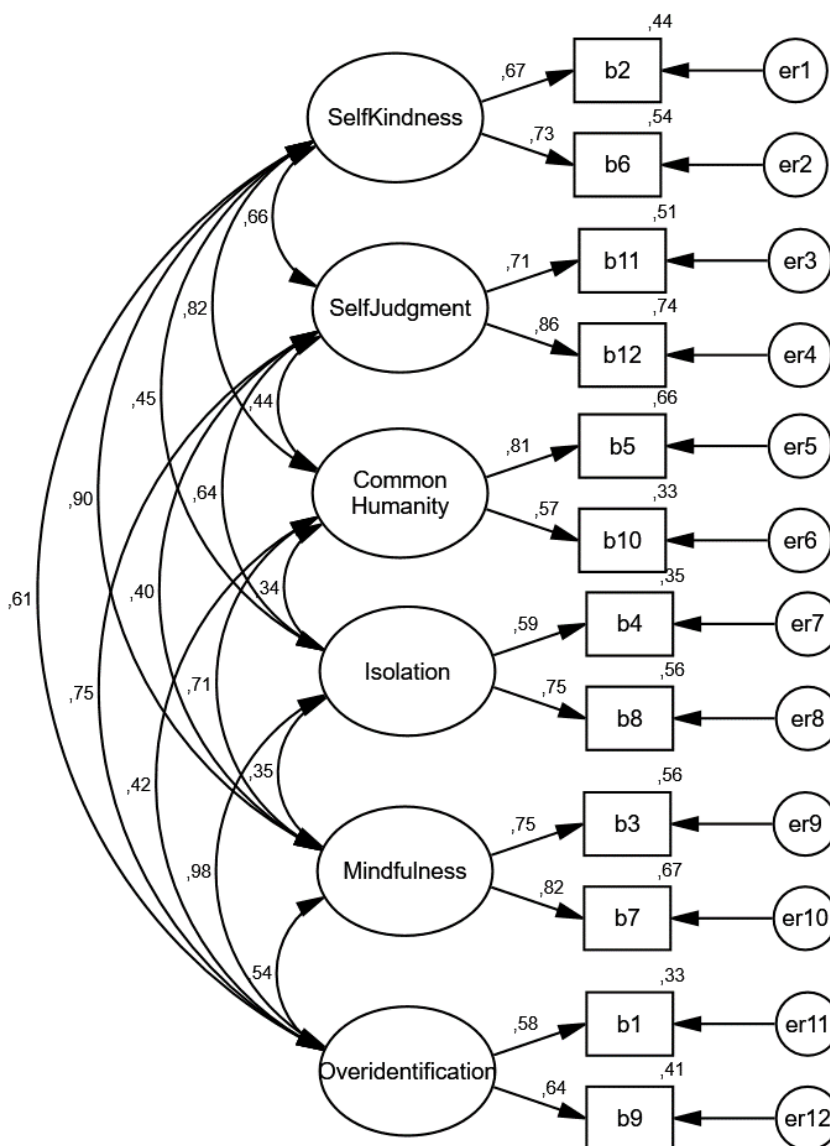 ,44
,67
b2
er1
SelfKindness
,54
,73
b6
er2
,66
,51
,71
b11
er3
SelfJudgment
,74
,82
,86
b12
er4
,45
,44
,66
,81
b5
er5
Common
Humanity
,90
,64
,33
,57
b10
er6
,61
,40
,34
,35
,59
b4
er7
Isolation
,75
,71
,56
,75
b8
er8
,42
,35
,56
,75
b3
er9
Mindfulness
,98
,67
,82
b7
er10
,54
,33
,58
b1
er11
Overidentification
,41
,64
b9
er12